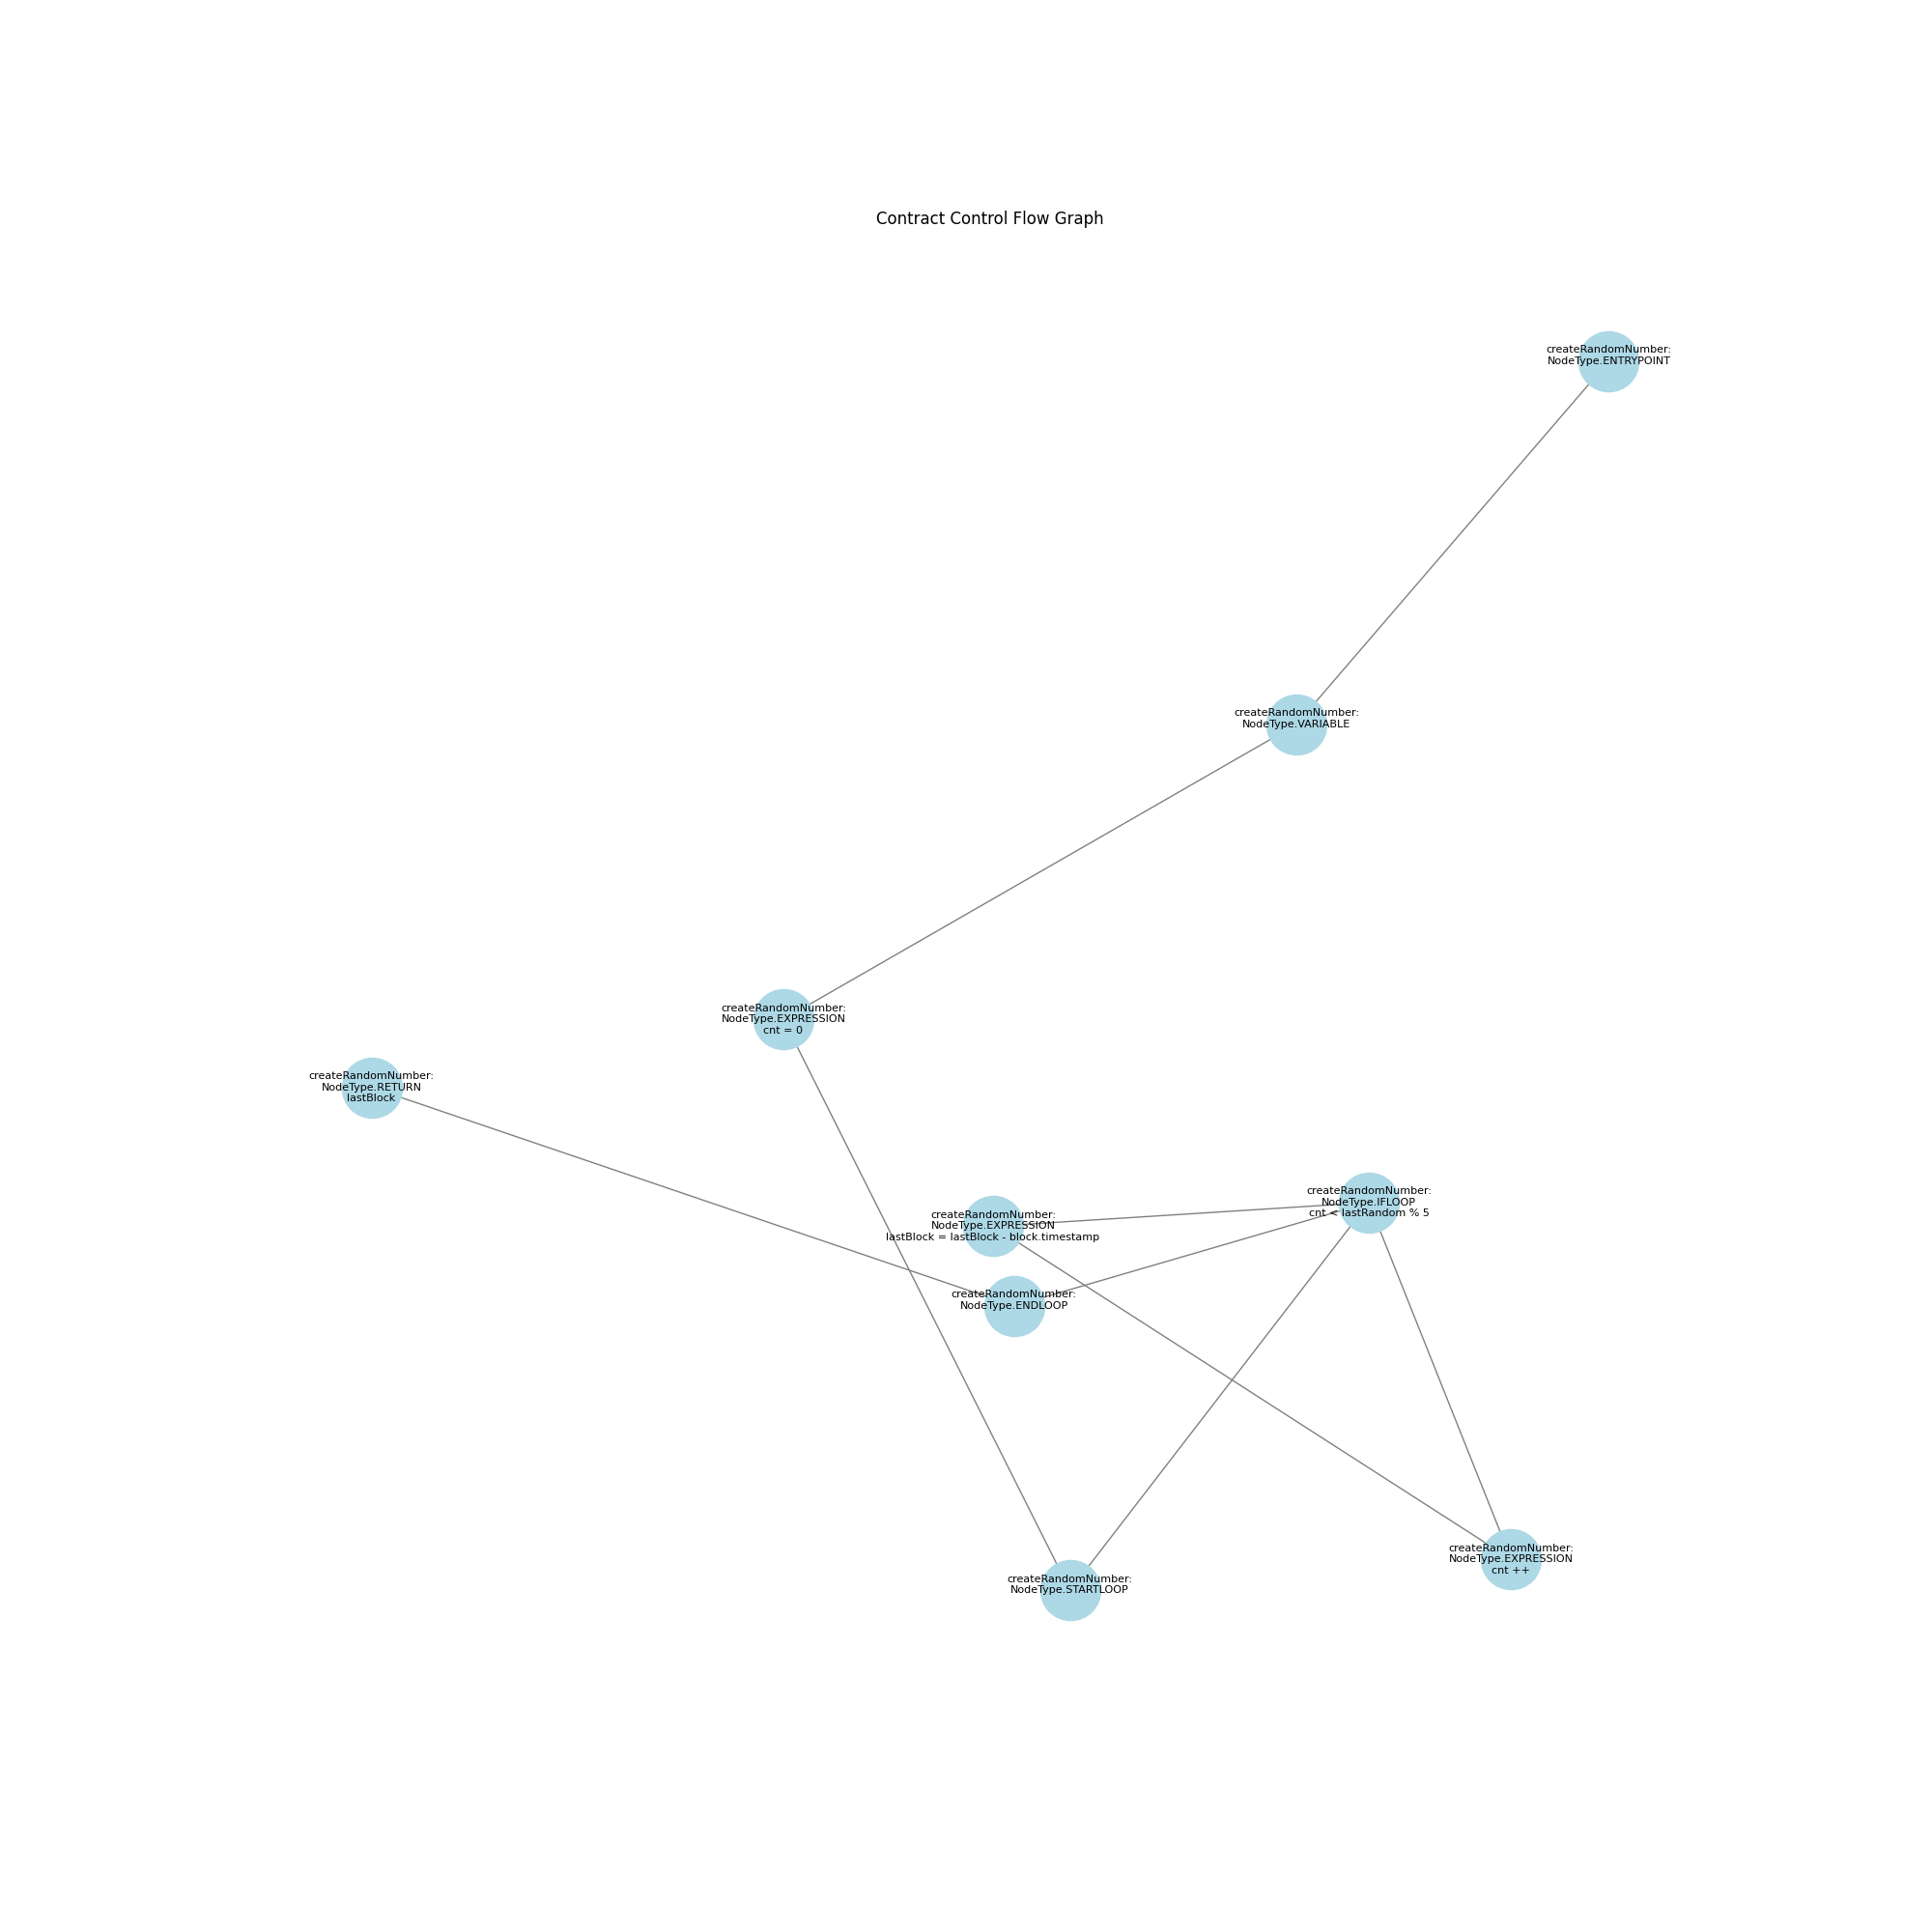 Contract Control Flow Graph
createRandomNumber:
NodeType.ENTRYPOINT
createRandomNumber:
NodeType.VARIABLE
createRandomNumber:
NodeType.EXPRESSION
cnt = 0
createRandomNumber:
NodeType.RETURN
lastBlock
createRandomNumber:
NodeType.IFLOOP
cnt < lastRandom % 5
createRandomNumber:
NodeType.EXPRESSION
lastBlock = lastBlock - block.timestamp
createRandomNumber:
NodeType.ENDLOOP
createRandomNumber:
NodeType.EXPRESSION
cnt ++
createRandomNumber:
NodeType.STARTLOOP